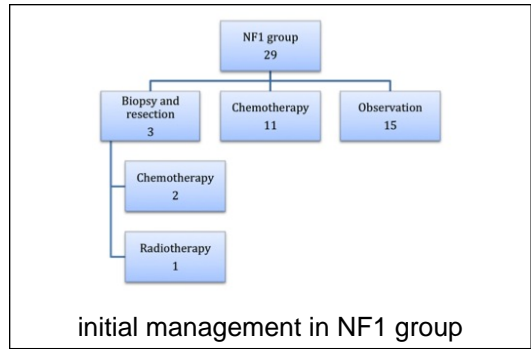 NF1 group
29
Biopsy and
resection
3
Chemotherapy
11
Observation
15
Chemotherapy
2
Radiotherapy
1
initial management in NF1 group